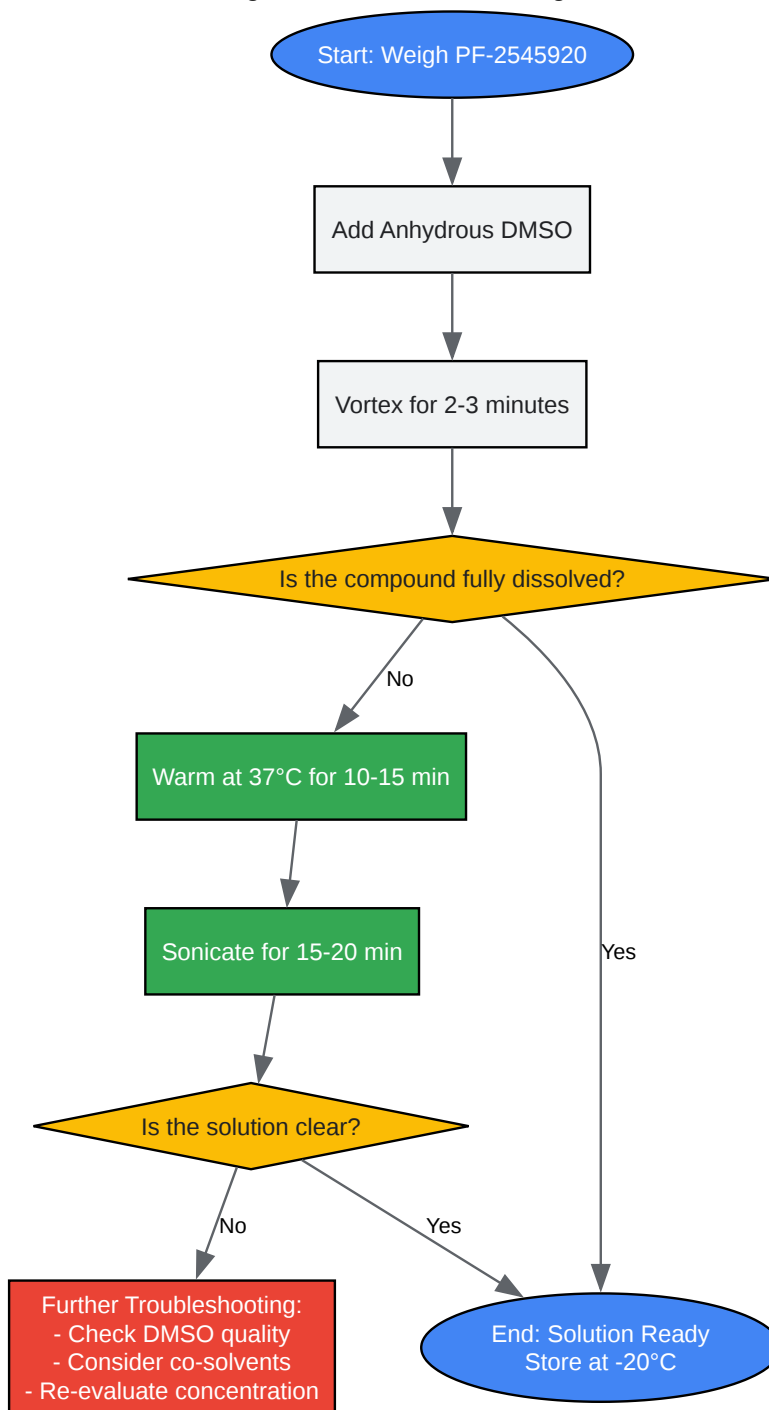 Start: Weigh PF-2545920
Add Anhydrous DMSO
Vortex for 2-3 minutes
Is the compound fully dissolved?
No
Warm at 37°C for 10-15 min
Sonicate for 15-20 min
Yes
Is the solution clear?
No
Yes
Further Troubleshooting:
- Check DMSO quality
- Consider co-solvents
- Re-evaluate concentration
End: Solution Ready
Store at -20°C